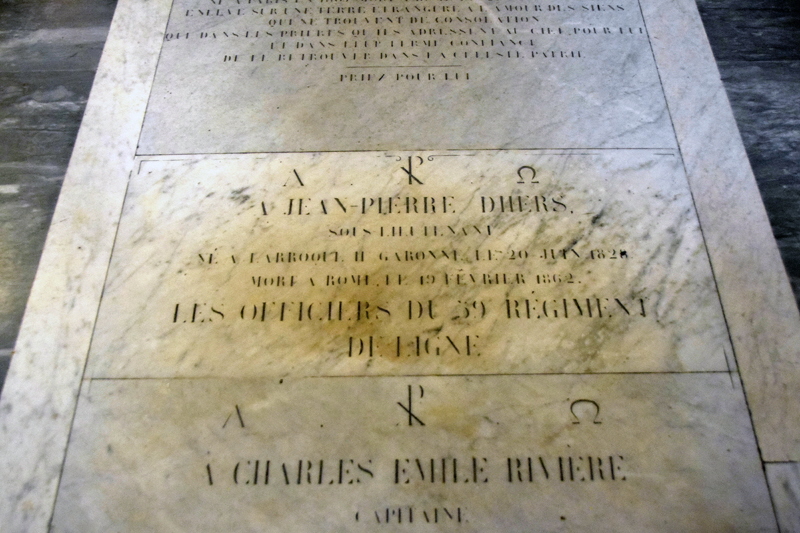 ENLEVÉ SUR UNE TERRE ÉTRANGÈRE A L'AMOUR DES SIENS
QUI NE TROUVENT DE CONSOLATION
QUE DANS LES PRIÈRES QU'ILS ADRESSENT AU CIEL POUR LUI
ET DANS LEUR FERME CONFIANCE
DE LE RETROUVER DANS LA CÉLESTE PATRIE
PRIEZ POUR LUI
Α ☧ Ω
A JEAN-PIERRE DHERS.
SOUS-LIEUTENANT
NÉ A H GARONNE LE 20 JUIN
MORT A ROME LE 19 FÉVRIER 1862.
LES OFFICIERS DU 59 RÉGIMENT
DE LIGNE
Α ☧ Ω
À CHARLES EMILE RIVIÈRE
CAPITAINE